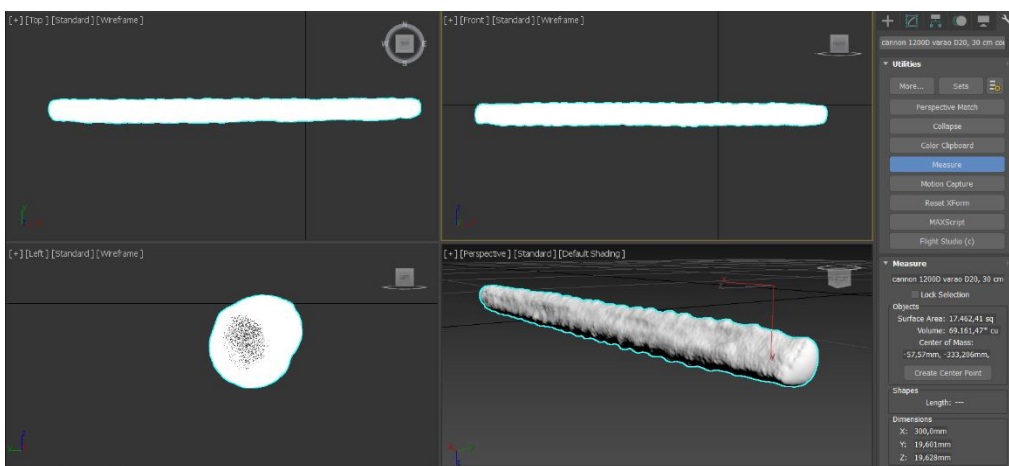 [+] [Top] [Standard] [Wireframe]
[+] [Front] [Standard] [Wireframe]
N
W
E
S
cannon 1200D varao D20, 30 cm
Utilities
More...
Sets
Perspective Match
Collapse
Color Clipboard
Measure
Motion Capture
Reset XForm
MAXScript
Flight Studio (c)
[+] [Left] [Standard] [Wireframe]
[+] [Perspective] [Standard] [Default Shading]
Measure
cannon 1200D varao D20, 30 cm
Lock Selection
Objects
Surface Area: 17.462,41 sq
Volume: 69.161,47* cu
Center of Mass:
-57,57mm, -333,206mm,
Create Center Point
Shapes
Length: ---
Dimensions
X: 300,0mm
Y: 19,601mm
Z: 19,628mm